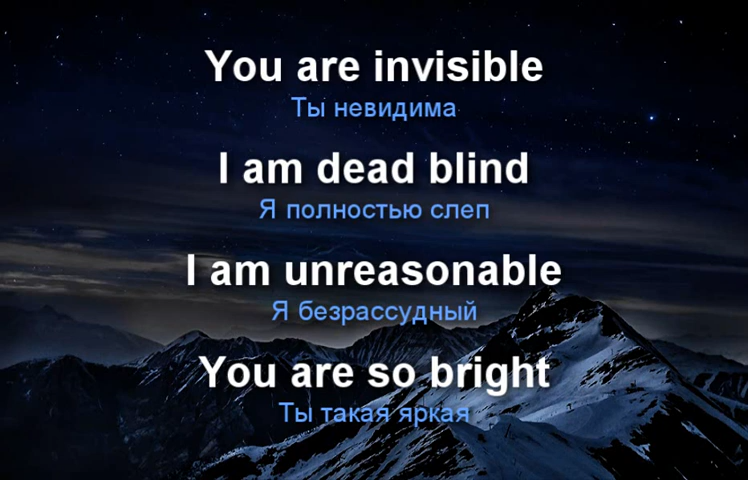 You are invisible
Ты невидима
I am dead blind
Я полностью слеп
I am unreasonable
Я безрассудный
You are so bright
Ты такая яркая